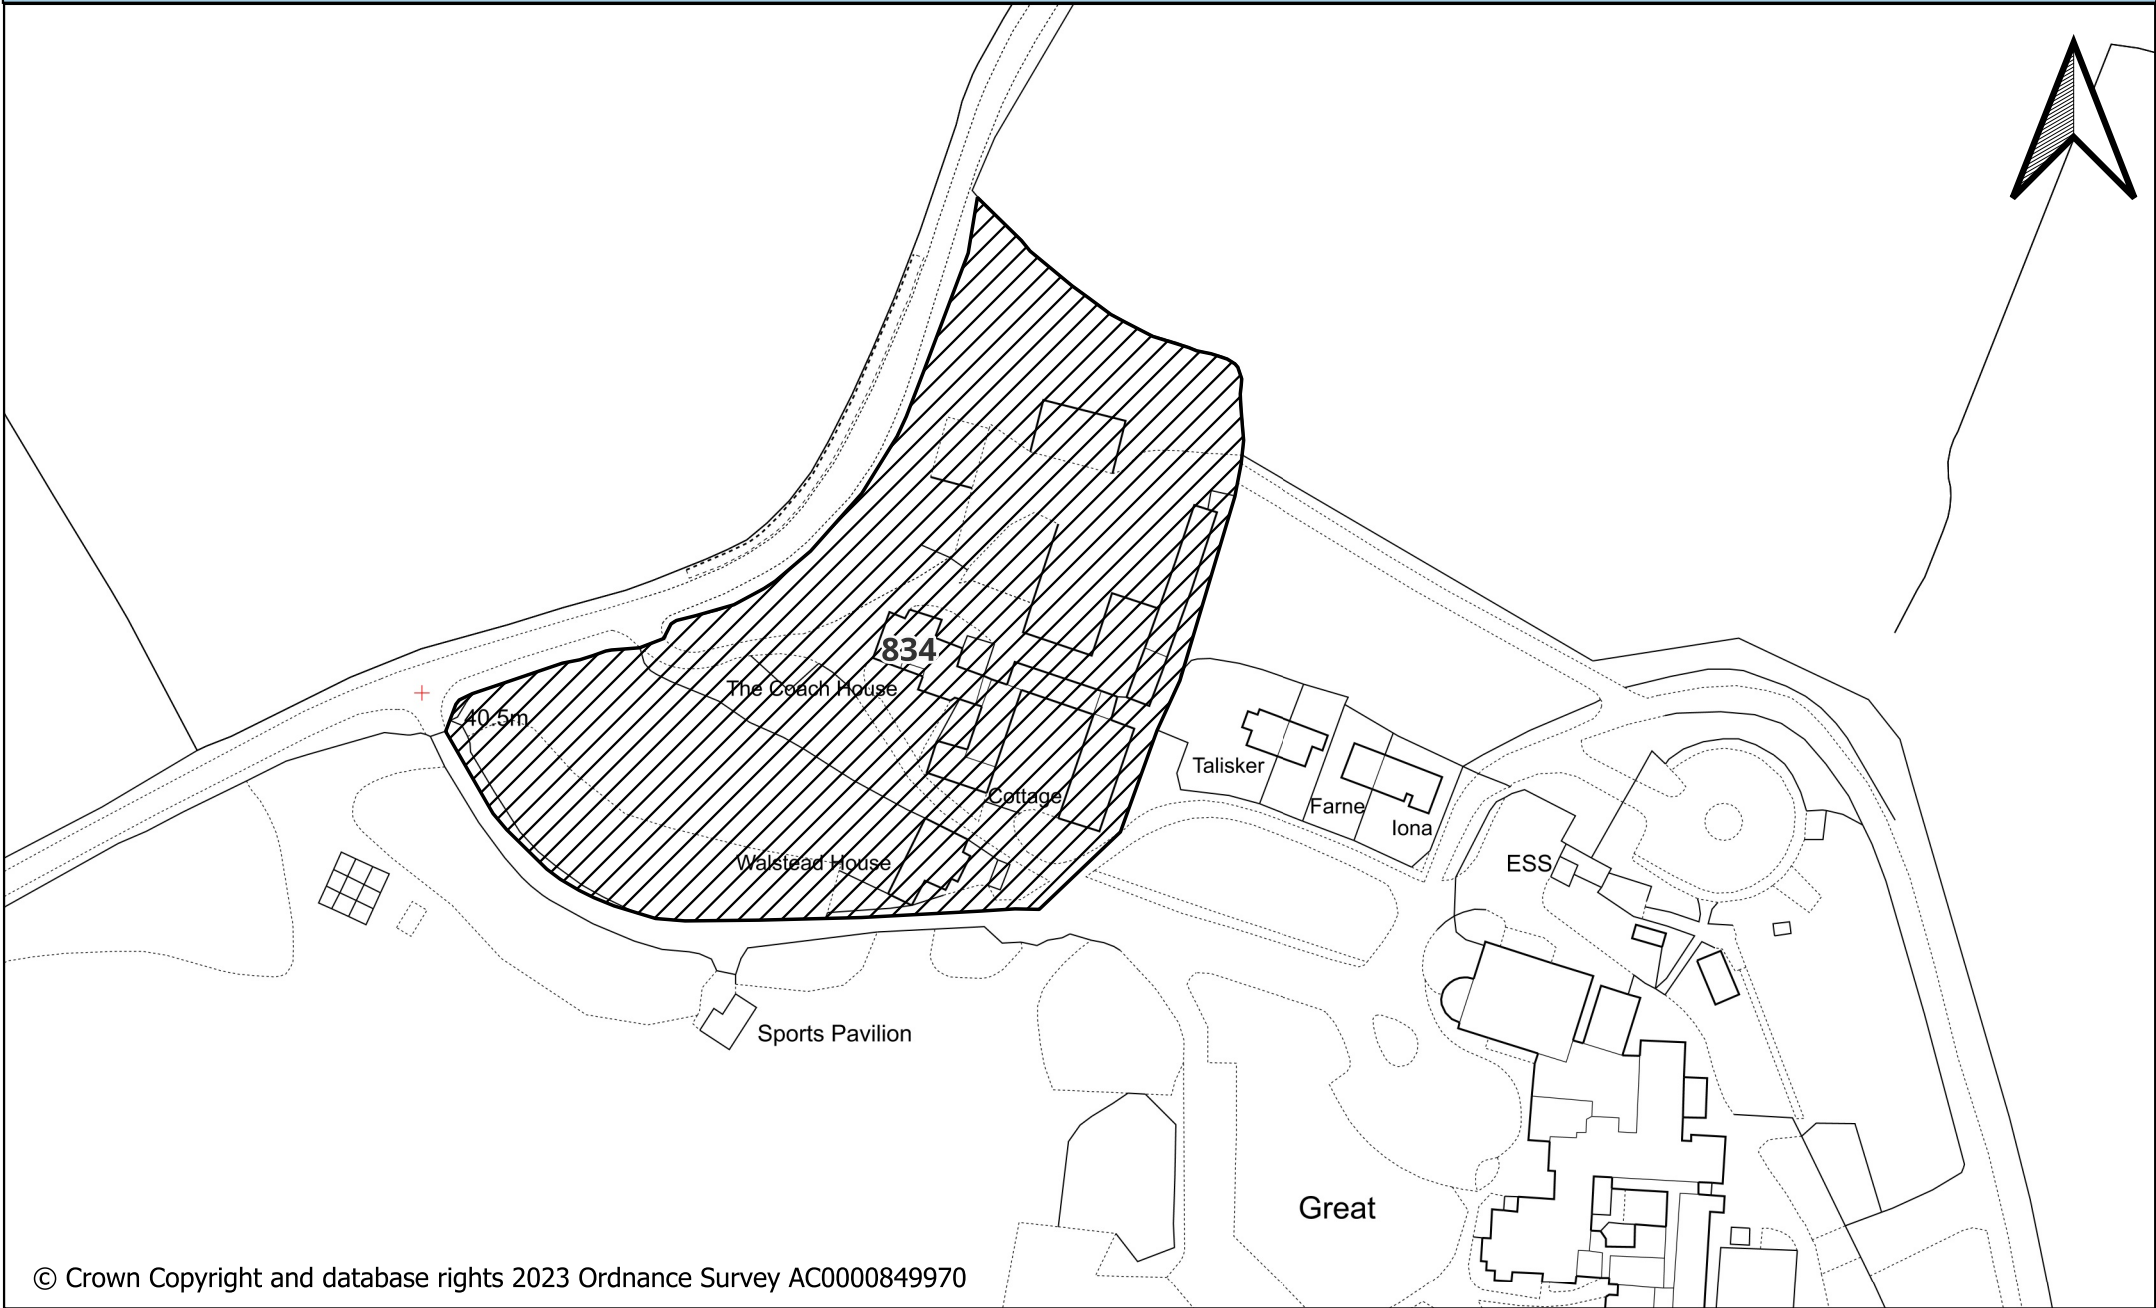 834
The Coach House
40.5m
Talisker
Cottage
Farne
Iona
Walstead House
ESS
Sports Pavilion
Great
© Crown Copyright and database rights 2023 Ordnance Survey AC0000849970